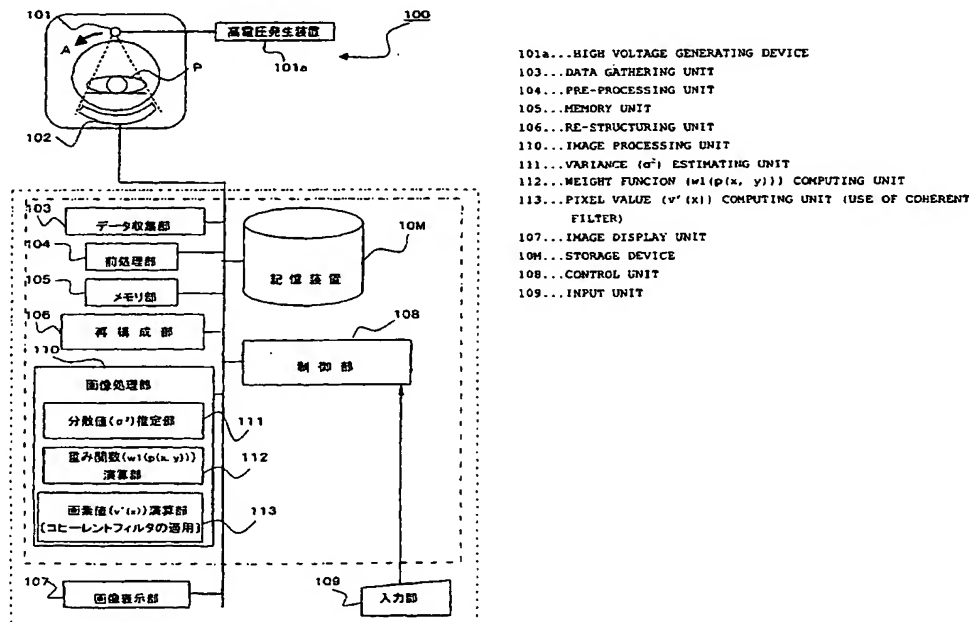 101
A
高電圧発生装置
101a
100
P
102
103
データ収集部
104
前処理部
105
メモリ部
106
再構成部
110
画像処理部
分散値(σ²)推定部
111
重み関数(w1(p(x, y)))
演算部
112
画素値(v'(x))演算部
[コヒーレントフィルタの適用]
113
記憶装置
10M
108
制御部
107
画像表示部
109
入力部
101a...HIGH VOLTAGE GENERATING DEVICE
103...DATA GATHERING UNIT
104...PRE-PROCESSING UNIT
105...MEMORY UNIT
106...RE-STRUCTURING UNIT
110...IMAGE PROCESSING UNIT
111...VARIANCE (σ²) ESTIMATING UNIT
112...WEIGHT FUNCION (w1(p(x, y))) COMPUTING UNIT
113...PIXEL VALUE (v'(x)) COMPUTING UNIT (USE OF COHERENT
FILTER)
107...IMAGE DISPLAY UNIT
10M...STORAGE DEVICE
108...CONTROL UNIT
109...INPUT UNIT